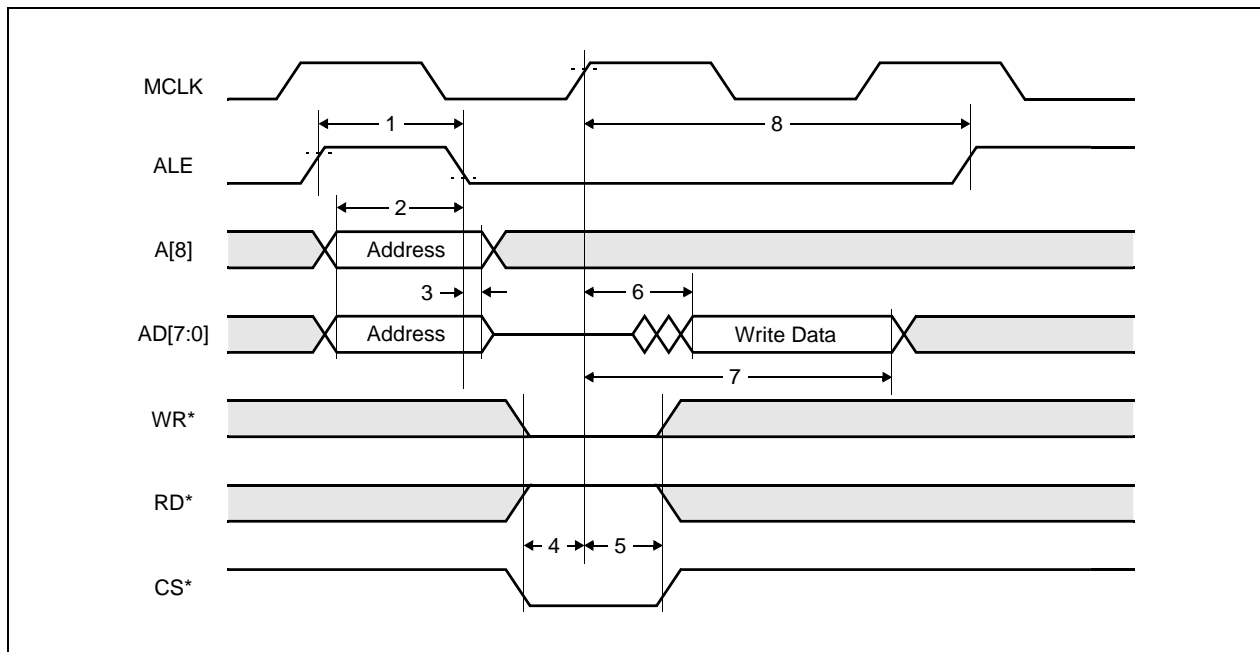 MCLK
1
8
ALE
2
A[8]
Address
3
6
AD[7:0]
Address
Write Data
7
WR*
RD*
4
5
CS*